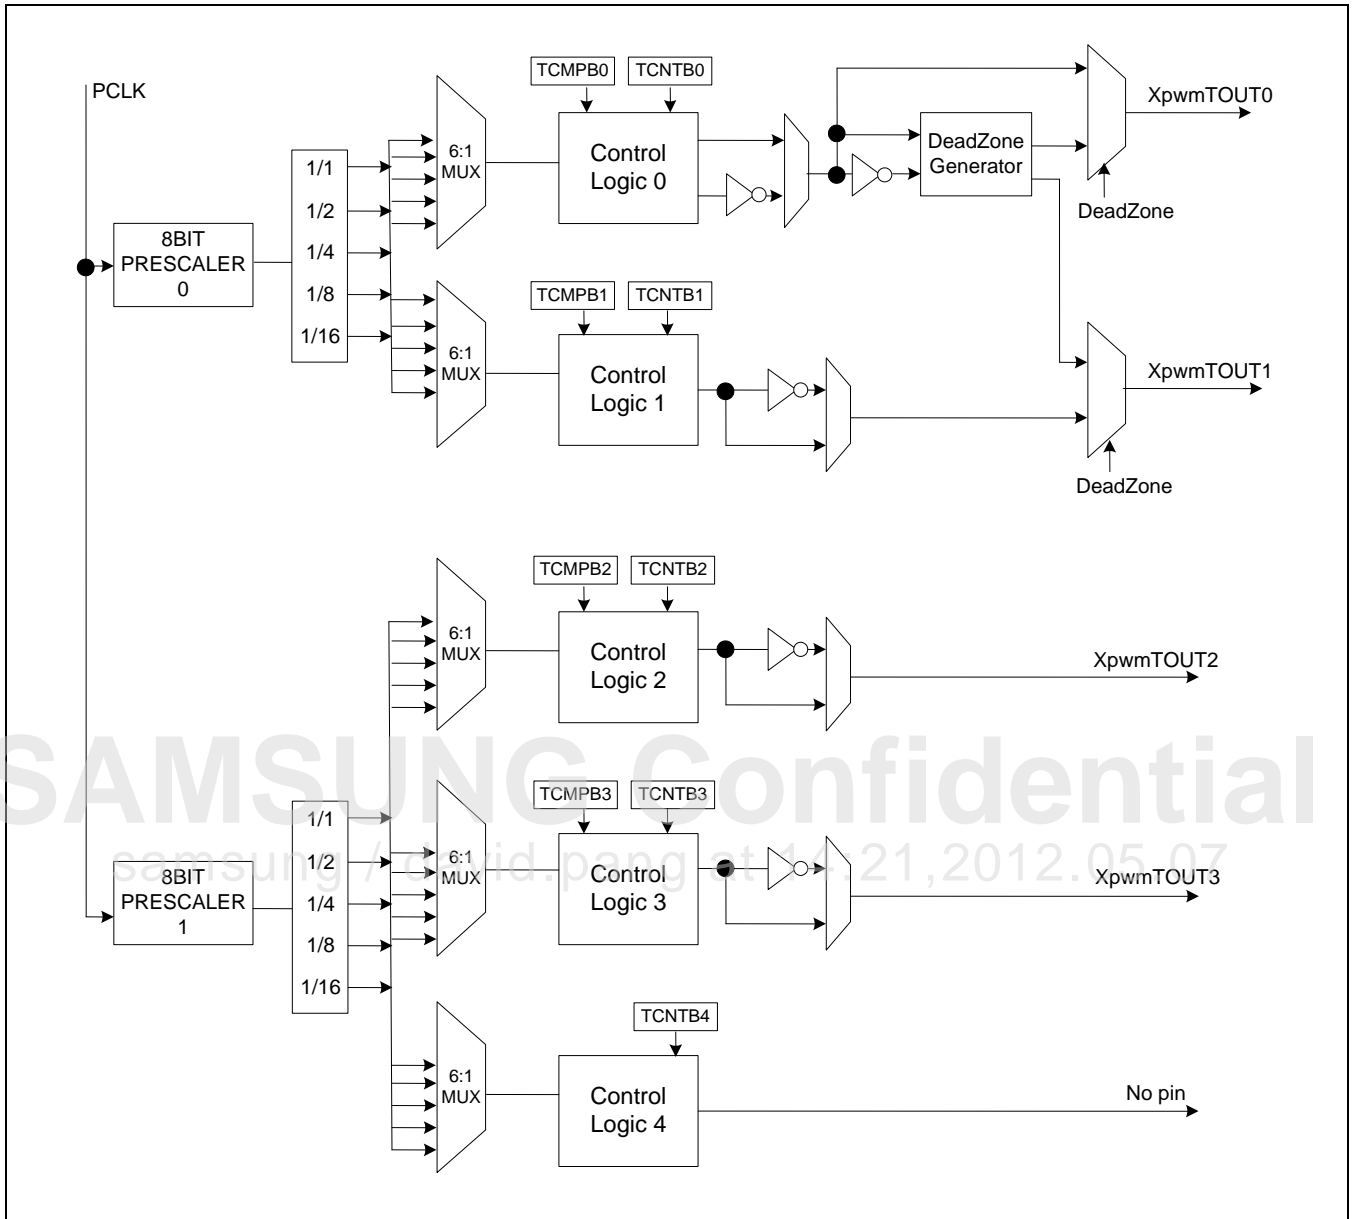 TCMPB0 TCNTB0
PCLK
XpwmTOUT0
6:1
MUX
Control
Logic 0
DeadZone
Generator
1/1
1/2
1/4
1/8
1/16
DeadZone
8BIT
PRESCALER
0
TCMPB1 TCNTB1
6:1
MUX
Control
Logic 1
XpwmTOUT1
DeadZone
TCMPB2 TCNTB2
6:1
MUX
Control
Logic 2
XpwmTOUT2
SAMSUNG Confidential
samsung / david.pang at 14:21,2012.05.07
TCMPB3 TCNTB3
1/1
1/2
1/4
1/8
1/16
6:1
MUX
Control
Logic 3
XpwmTOUT3
8BIT
PRESCALER
1
TCNTB4
6:1
MUX
Control
Logic 4
No pin